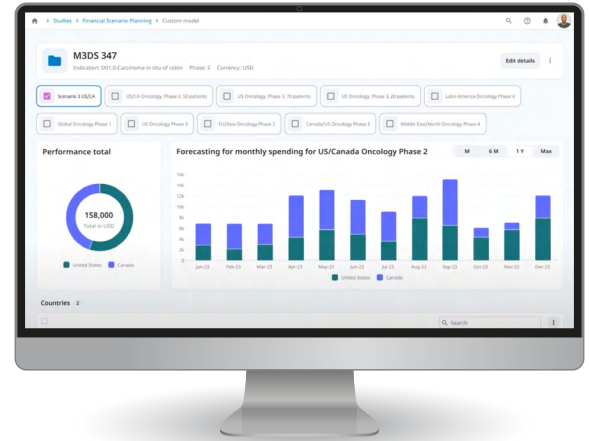 Studies > Financial Scenario Planning > Custom model
M3DS 347
Indication: D01.0-Carcinoma in situ of colon Phase: 2 Currency: USD
Edit details
Scenario 3 US/CA
US/CA Oncology, Phase 2, 50 patients
US Oncology, Phase 3, 70 patients
US Oncology, Phase 3, 20 patients
Latin America Oncology Phase 4
Global Oncology Phase 1
US Oncology Phase 3
EU/Asia Oncology Phase 2
Canada/US Oncology Phase 3
Middle East/North Oncology Phase 4
Performance total
158,000
Total in USD
United States Canada
Forecasting for monthly spending for US/Canada Oncology Phase 2
M 6 M 1 Y Max
16k
14k
12k
10k
8k
6k
4k
2k
0
Jan-23 Feb-23 Mar-23 Apr-23 May-23 Jun-23 Jul-23 Aug-23 Sep-23 Oct-23 Nov-23 Dec-23
United States Canada
Countries 2
Search